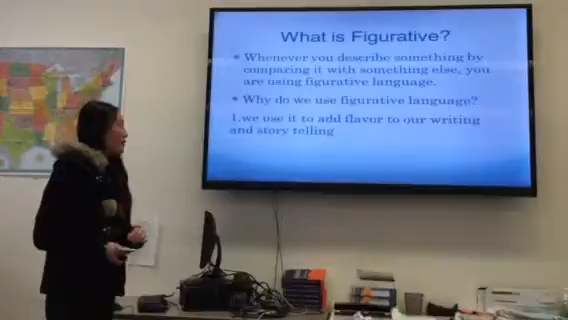 What is Figurative?
• Whenever you describe something by
comparing it with something else, you
are using figurative language.
• Why do we use figurative language?
1.we use it to add flavor to our writing
and story telling